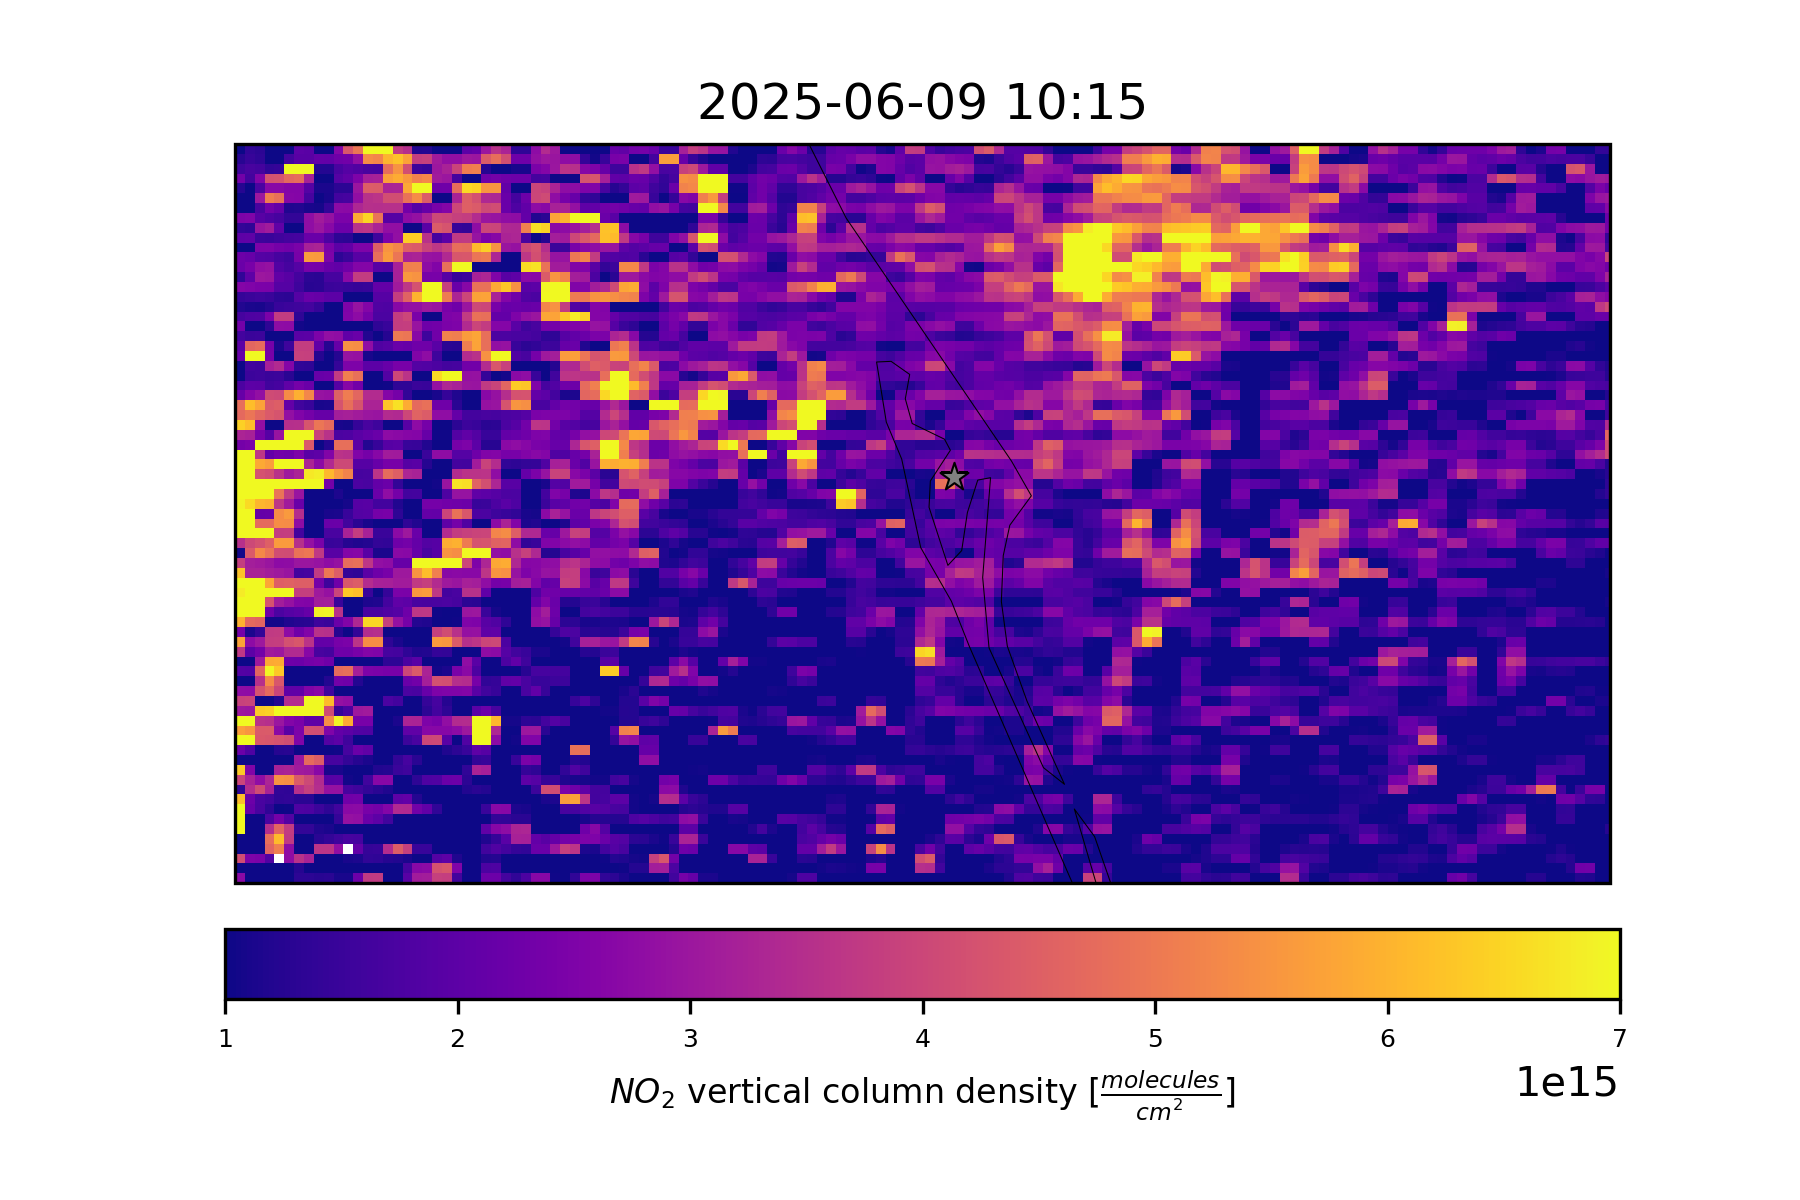 2025-06-09 10:15
1 2 3 4 5 6 7
1e15
NO₂ vertical column density [molecules/cm²]